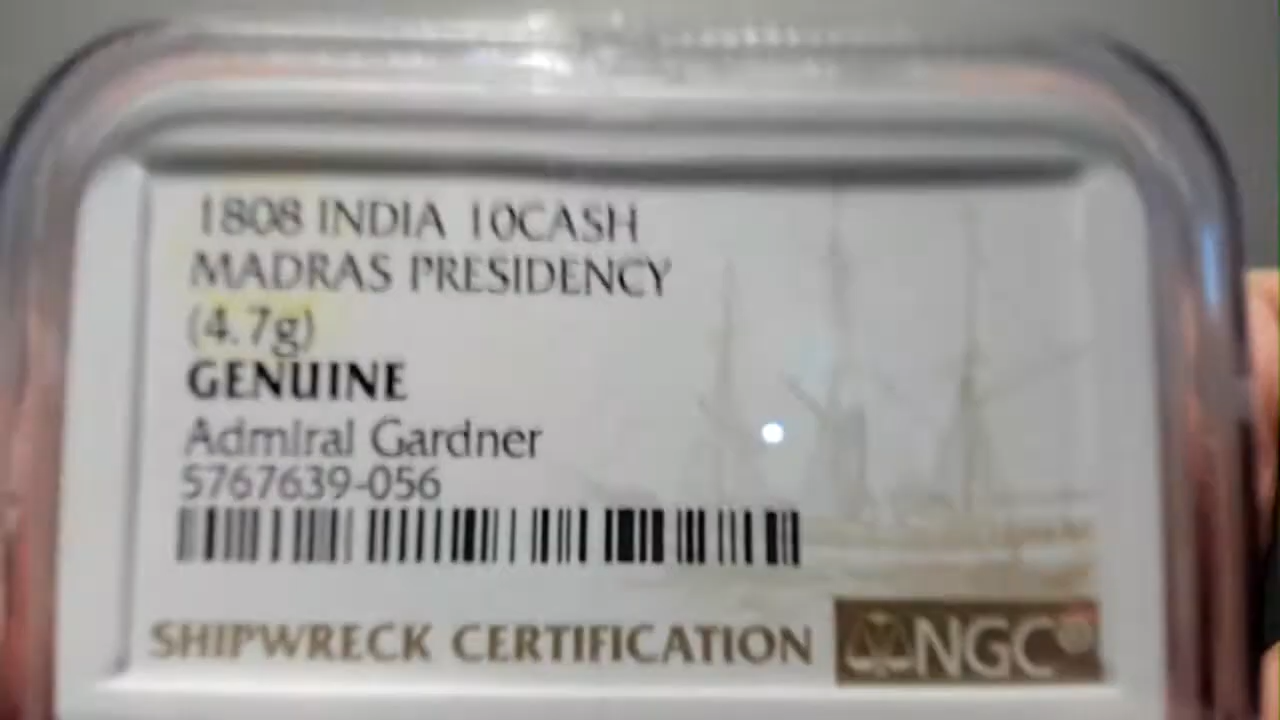 1808 INDIA 10CASH
MADRAS PRESIDENCY
(4.7g)
GENUINE
Admiral Gardner
5767639-056
SHIPWRECK CERTIFICATION NGC